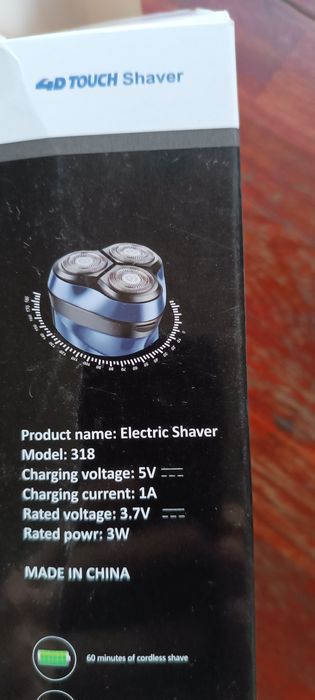 4D TOUCH Shaver
Product name: Electric Shaver
Model: 318
Charging voltage: 5V
Charging current: 1A
Rated voltage: 3.7V
Rated powr: 3W
MADE IN CHINA
60 minutes of cordless shave